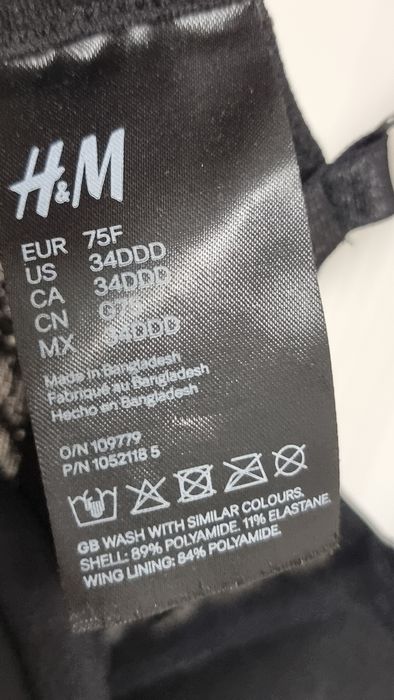 H&M
EUR 75F
US 34DDD
CA 34DDD
CN
MX 34DDD
Made in Bangladesh
Fabriqué au Bangladesh
Hecho en Bangladesh
O/N 109779
P/N 1052118 5
GB WASH WITH SIMILAR COLOURS.
SHELL: 89% POLYAMIDE. 11% ELASTANE.
WING LINING: 84% POLYAMIDE.